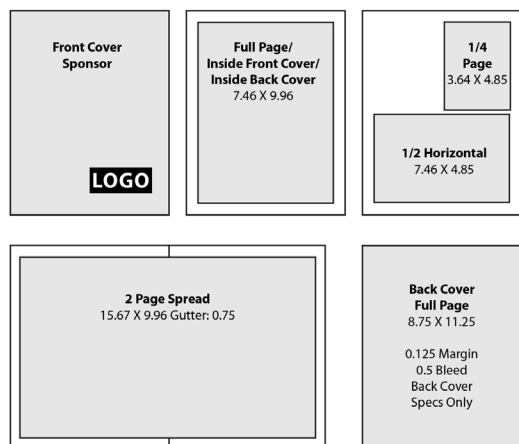 Front Cover
Sponsor
LOGO
Full Page/
Inside Front Cover/
Inside Back Cover
7.46 X 9.96
1/4
Page
3.64 X 4.85
1/2 Horizontal
7.46 X 4.85
2 Page Spread
15.67 X 9.96 Gutter: 0.75
Back Cover
Full Page
8.75 X 11.25
0.125 Margin
0.5 Bleed
Back Cover
Specs Only